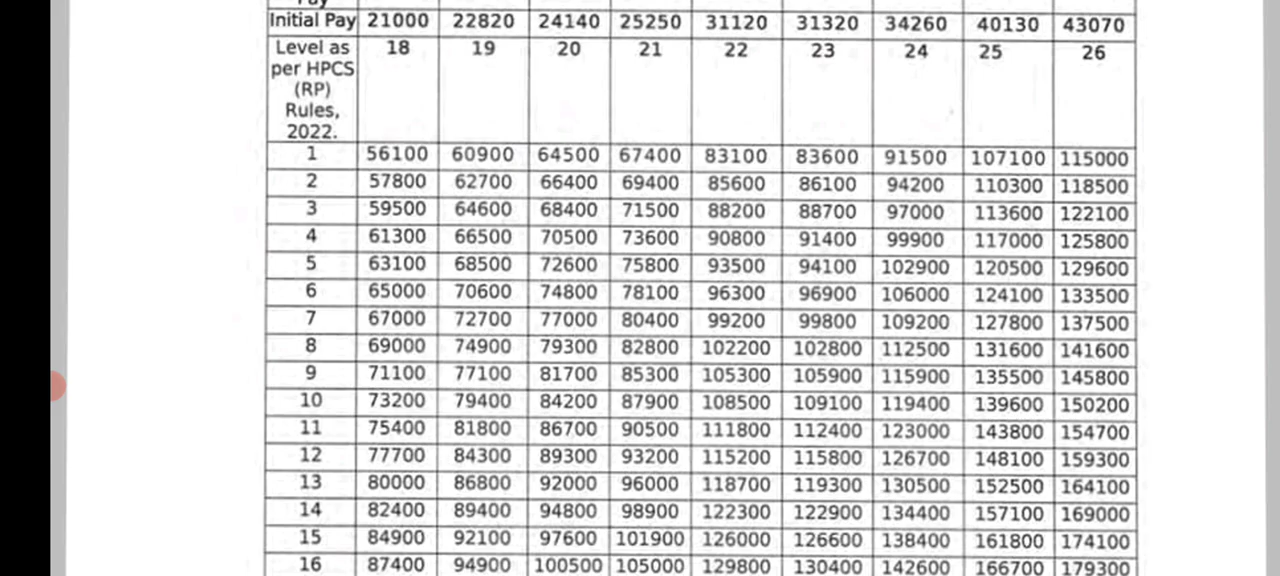 Pay
Initial Pay 21000 22820 24140 25250 31120 31320 34260 40130 43070
Level as 18 19 20 21 22 23 24 25 26
per HPCS
(RP)
Rules,
2022.
1 56100 60900 64500 67400 83100 83600 91500 107100 115000
2 57800 62700 66400 69400 85600 86100 94200 110300 118500
3 59500 64600 68400 71500 88200 88700 97000 113600 122100
4 61300 66500 70500 73600 90800 91400 99900 117000 125800
5 63100 68500 72600 75800 93500 94100 102900 120500 129600
6 65000 70600 74800 78100 96300 96900 106000 124100 133500
7 67000 72700 77000 80400 99200 99800 109200 127800 137500
8 69000 74900 79300 82800 102200 102800 112500 131600 141600
9 71100 77100 81700 85300 105300 105900 115900 135500 145800
10 73200 79400 84200 87900 108500 109100 119400 139600 150200
11 75400 81800 86700 90500 111800 112400 123000 143800 154700
12 77700 84300 89300 93200 115200 115800 126700 148100 159300
13 80000 86800 92000 96000 118700 119300 130500 152500 164100
14 82400 89400 94800 98900 122300 122900 134400 157100 169000
15 84900 92100 97600 101900 126000 126600 138400 161800 174100
16 87400 94900 100500 105000 129800 130400 142600 166700 179300